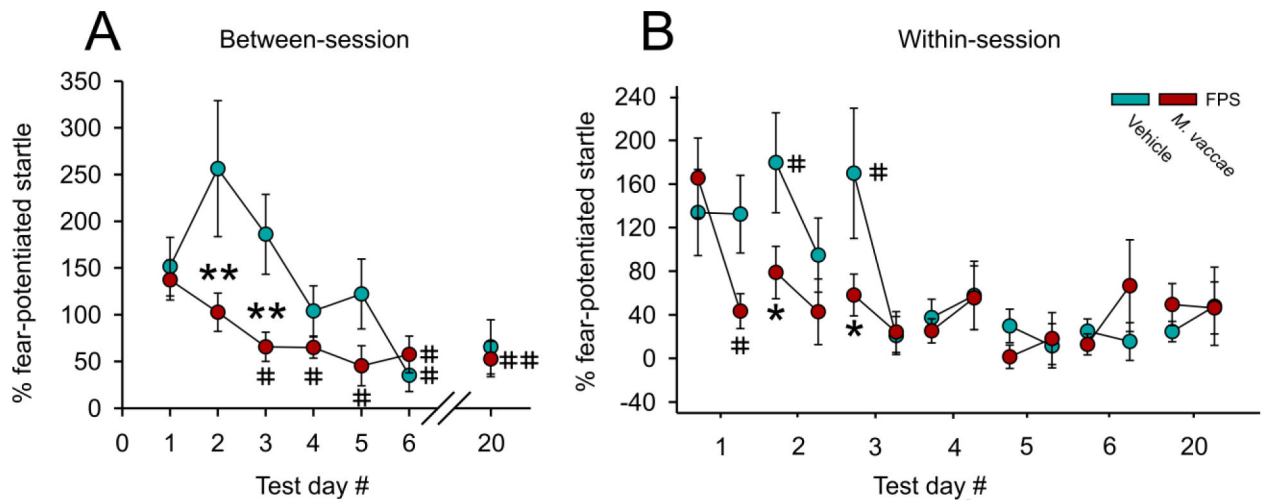 A
Between-session
% fear-potentiated startle
350
300
250
200
150
100
50
0
**
**
#
#
#
#
#
##
0 1 2 3 4 5 6 20
Test day #
B
Within-session
% fear-potentiated startle
240
200
160
120
80
40
0
-40
#
#
*
*
#
FPS
Vehicle
M. vaccae
1 2 3 4 5 6 20
Test day #